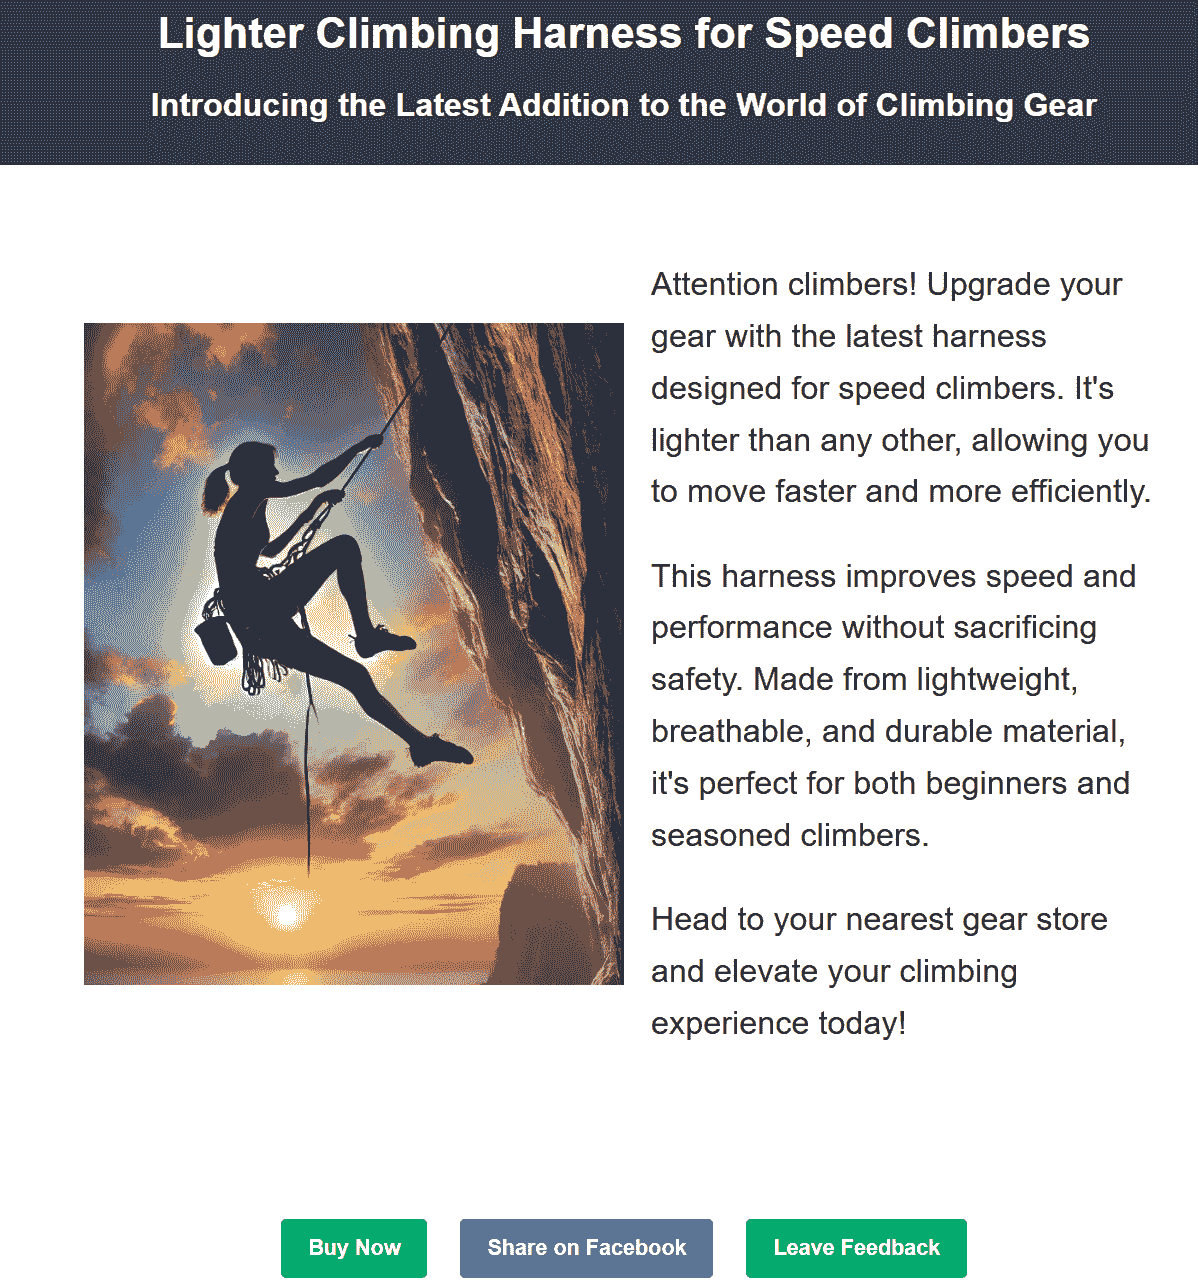 Lighter Climbing Harness for Speed Climbers
Introducing the Latest Addition to the World of Climbing Gear
Attention climbers! Upgrade your
gear with the latest harness
designed for speed climbers. It's
lighter than any other, allowing you
to move faster and more efficiently.
This harness improves speed and
performance without sacrificing
safety. Made from lightweight,
breathable, and durable material,
it's perfect for both beginners and
seasoned climbers.
Head to your nearest gear store
and elevate your climbing
experience today!
Buy Now
Share on Facebook
Leave Feedback